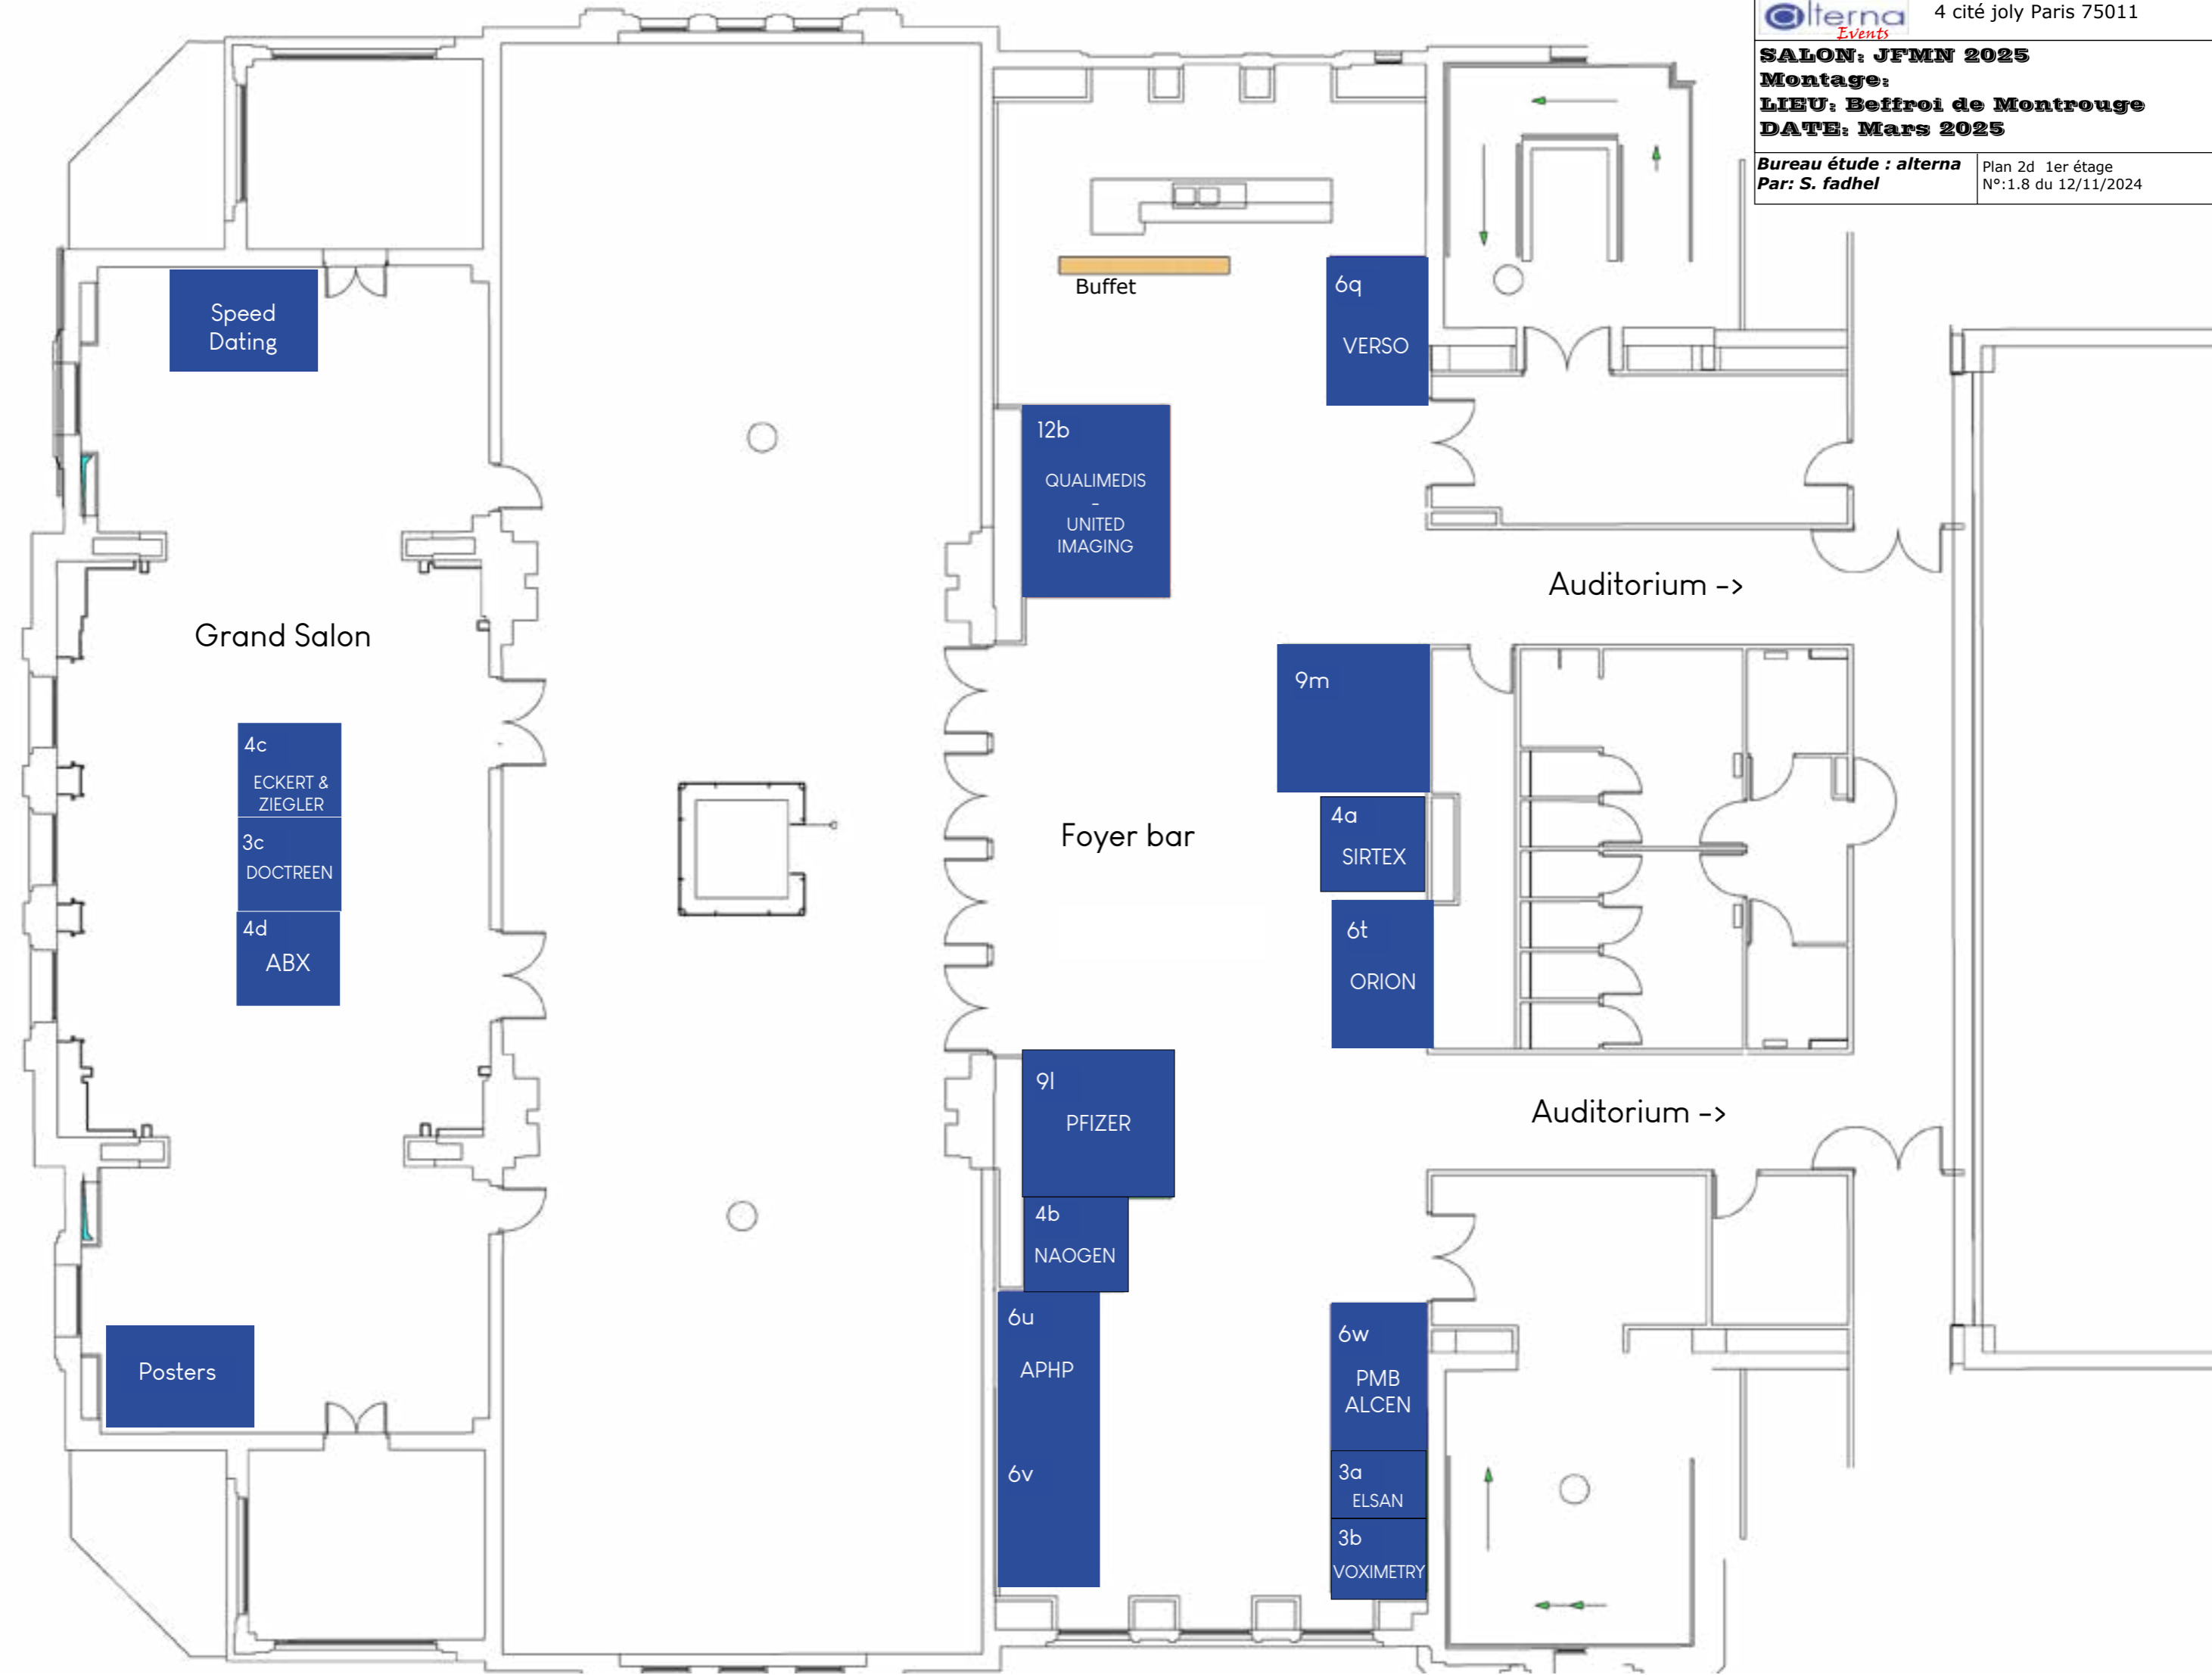 alterna
Events
4 cité joly Paris 75011
SALON: JFMN 2025
Montage:
LIEU: Beffroi de Montrouge
DATE: Mars 2025
Bureau étude : alterna
Par: S. fadhel
Plan 2d 1er étage
N°:1.8 du 12/11/2024
Speed
Dating
Buffet
6q
VERSO
12b
QUALIMEDIS
-
UNITED
IMAGING
Auditorium ->
Grand Salon
9m
4c
ECKERT &
ZIEGLER
3c
DOCTREEN
4d
ABX
Foyer bar
4a
SIRTEX
6t
ORION
9l
PFIZER
Auditorium ->
4b
NAOGEN
6u
APHP
6v
6w
PMB
ALCEN
3a
ELSAN
3b
VOXIMETRY
Posters